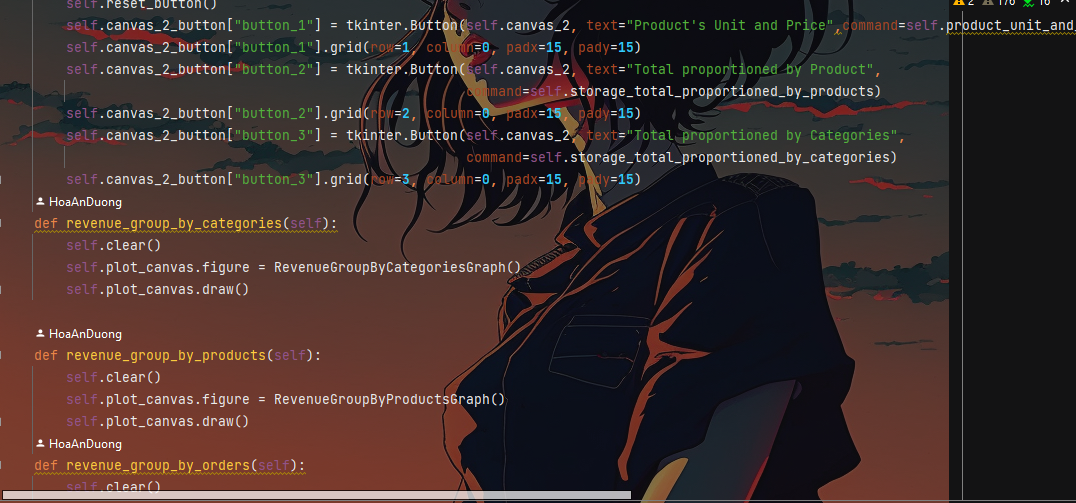 self.reset_button()
self.canvas_2_button["button_1"] = tkinter.Button(self.canvas_2, text="Product's Unit and Price",command=self.product_unit_and_
self.canvas_2_button["button_1"].grid(row=1, column=0, padx=15, pady=15)
self.canvas_2_button["button_2"] = tkinter.Button(self.canvas_2, text="Total proportioned by Product",
command=self.storage_total_proportioned_by_products)
self.canvas_2_button["button_2"].grid(row=2, column=0, padx=15, pady=15)
self.canvas_2_button["button_3"] = tkinter.Button(self.canvas_2, text="Total proportioned by Categories",
command=self.storage_total_proportioned_by_categories)
self.canvas_2_button["button_3"].grid(row=3, column=0, padx=15, pady=15)
HoaAnDuong
def revenue_group_by_categories(self):
self.clear()
self.plot_canvas.figure = RevenueGroupByCategoriesGraph()
self.plot_canvas.draw()
HoaAnDuong
def revenue_group_by_products(self):
self.clear()
self.plot_canvas.figure = RevenueGroupByProductsGraph()
self.plot_canvas.draw()
HoaAnDuong
def revenue_group_by_orders(self):
self.clear()